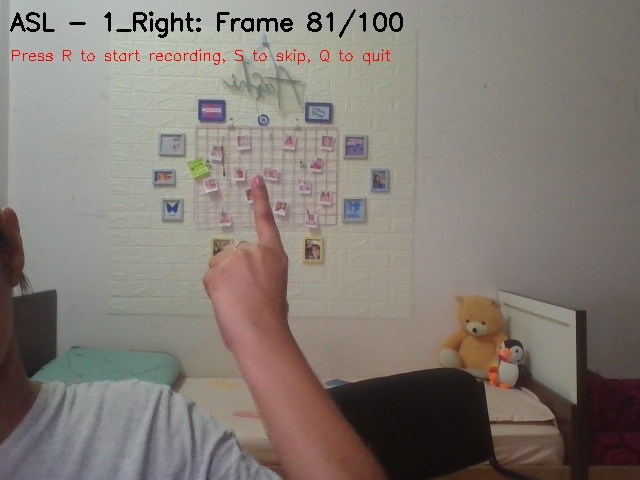 ASL - 1_Right: Frame 81/100
Press R to start recording, S to skip, Q to quit